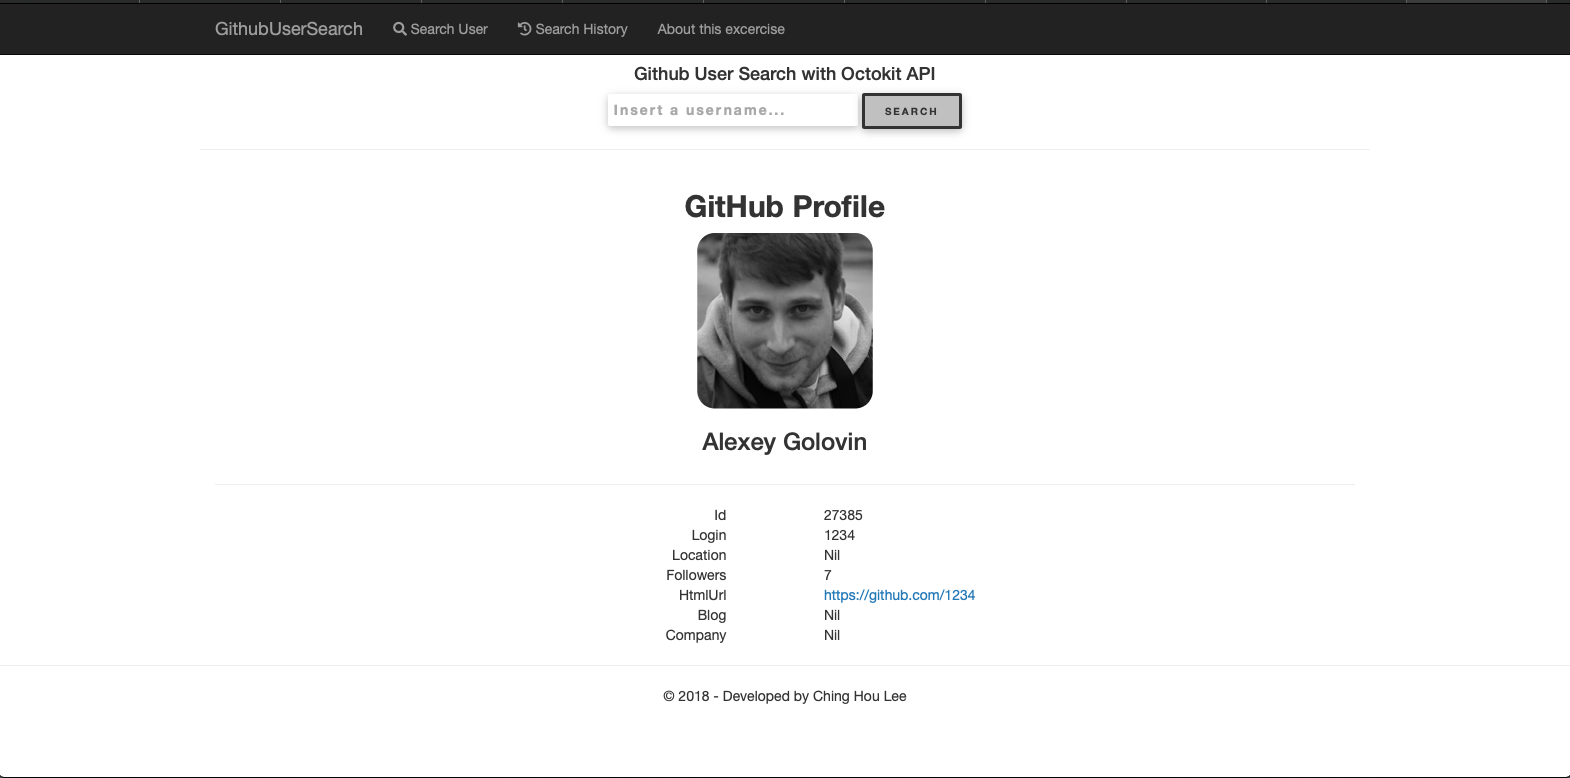 GithubUserSearch Search User Search History About this excercise
Github User Search with Octokit API
Insert a username... SEARCH
GitHub Profile
Alexey Golovin
Id 27385
Login 1234
Location Nil
Followers 7
HtmlUrl https://github.com/1234
Blog Nil
Company Nil
© 2018 - Developed by Ching Hou Lee